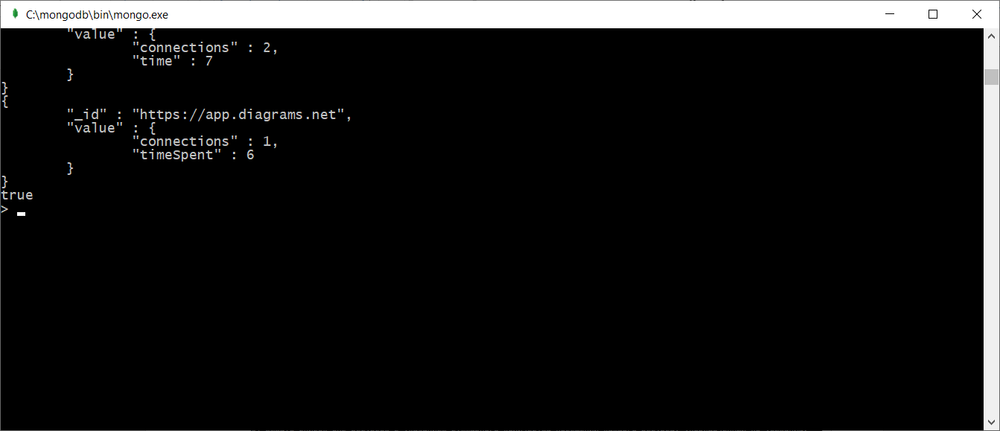 C:\mongodb\bin\mongo.exe
"value" : {
"connections" : 2,
"time" : 7
}
}
{
"_id" : "https://app.diagrams.net",
"value" : {
"connections" : 1,
"timeSpent" : 6
}
}
true
>